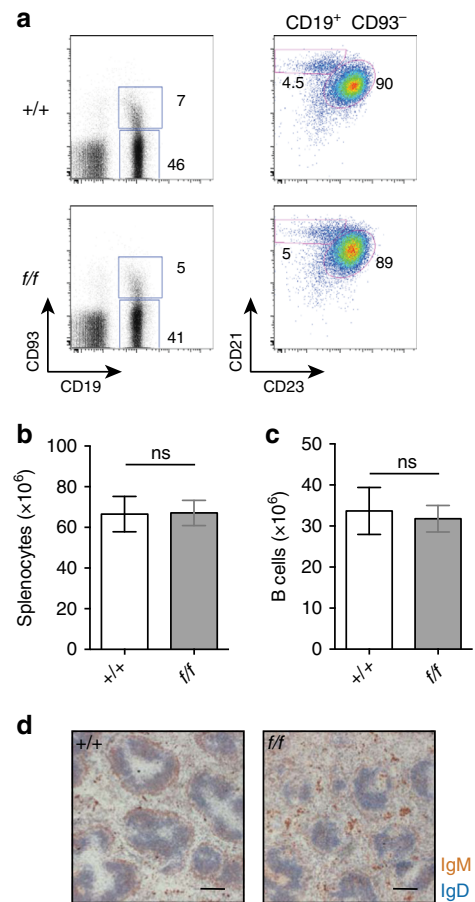 a
CD19+ CD93–
+/+
7
46
4.5
90
f/f
5
41
5
89
CD93
CD19
CD21
CD23
b
c
Splenocytes (×10⁶)
100
80
60
40
20
0
ns
+/+
f/f
B cells (×10⁶)
50
40
30
20
10
0
ns
+/+
f/f
d
+/+
f/f
IgM
IgD